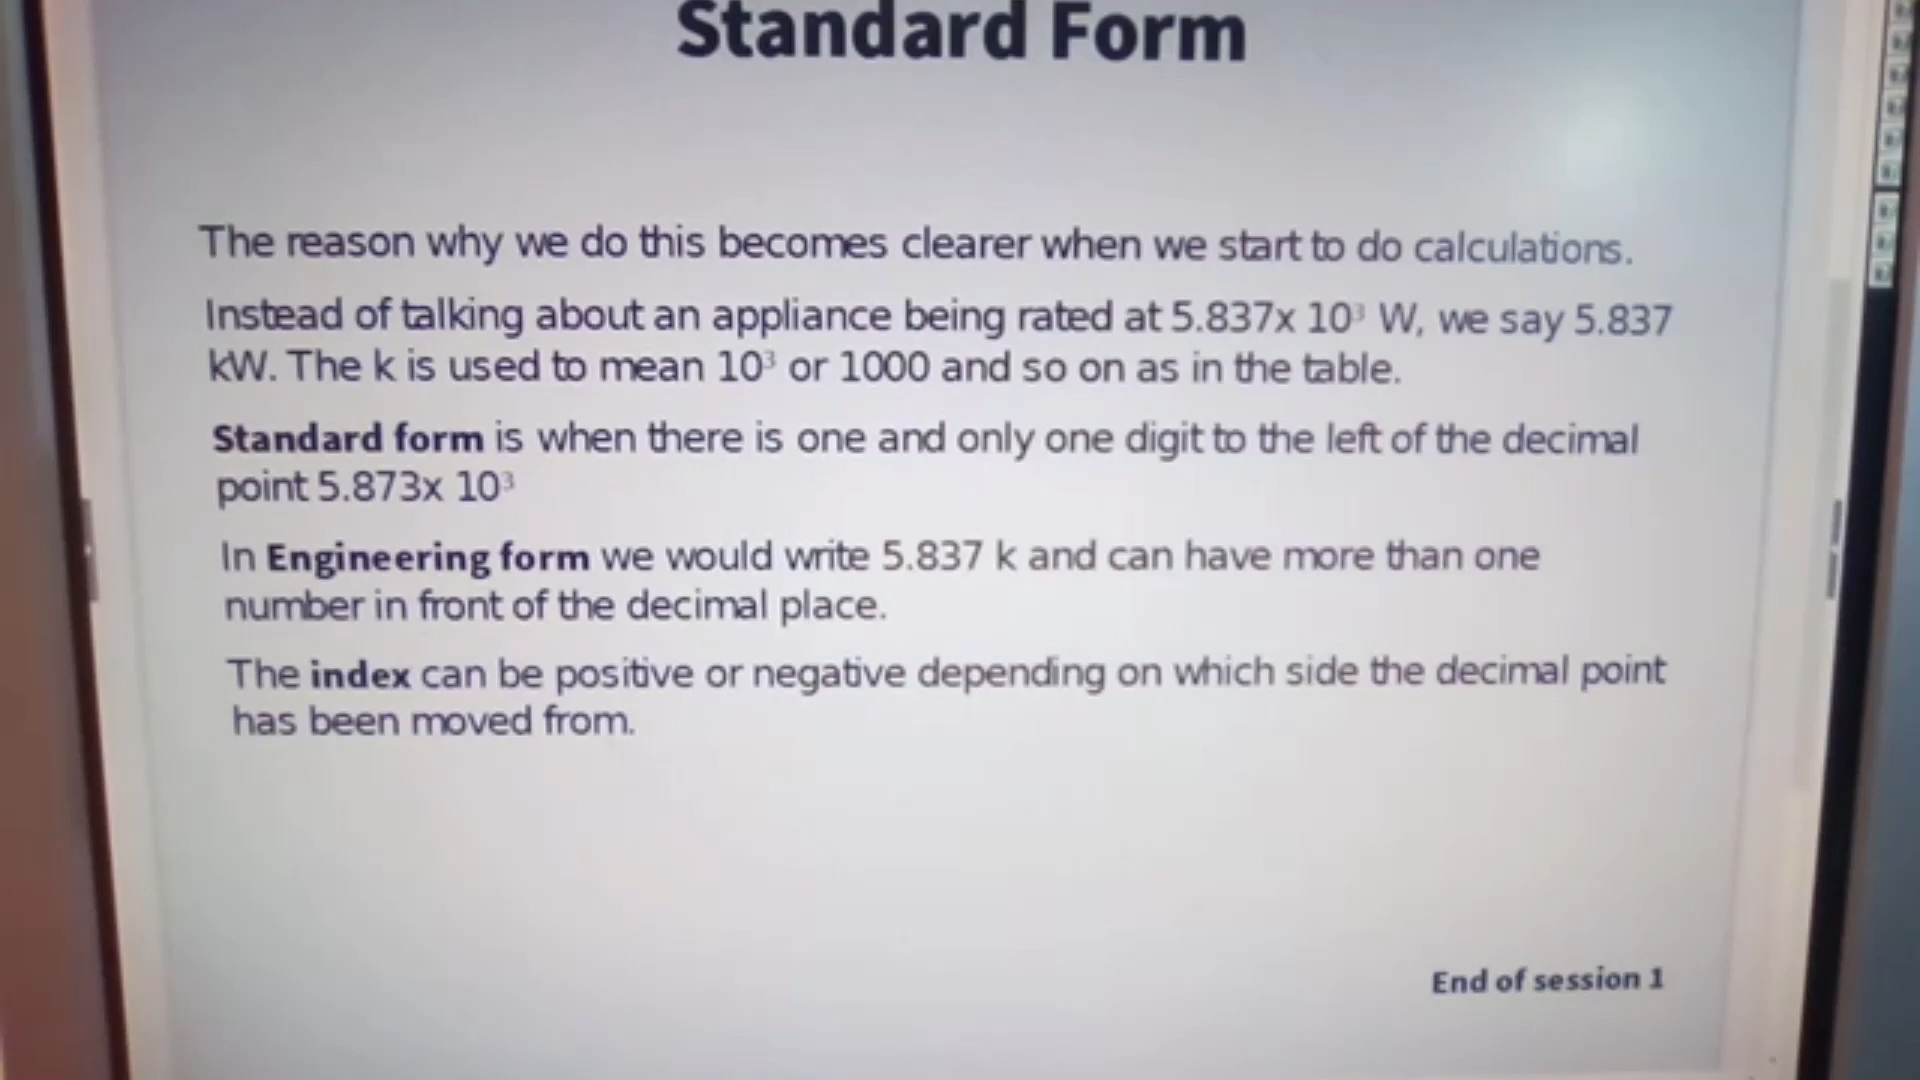 Standard Form
The reason why we do this becomes clearer when we start to do calculations.
Instead of talking about an appliance being rated at 5.837x 10³ W, we say 5.837
kW. The k is used to mean 10³ or 1000 and so on as in the table.
Standard form is when there is one and only one digit to the left of the decimal
point 5.873x 10³
In Engineering form we would write 5.837 k and can have more than one
number in front of the decimal place.
The index can be positive or negative depending on which side the decimal point
has been moved from.
End of session 1